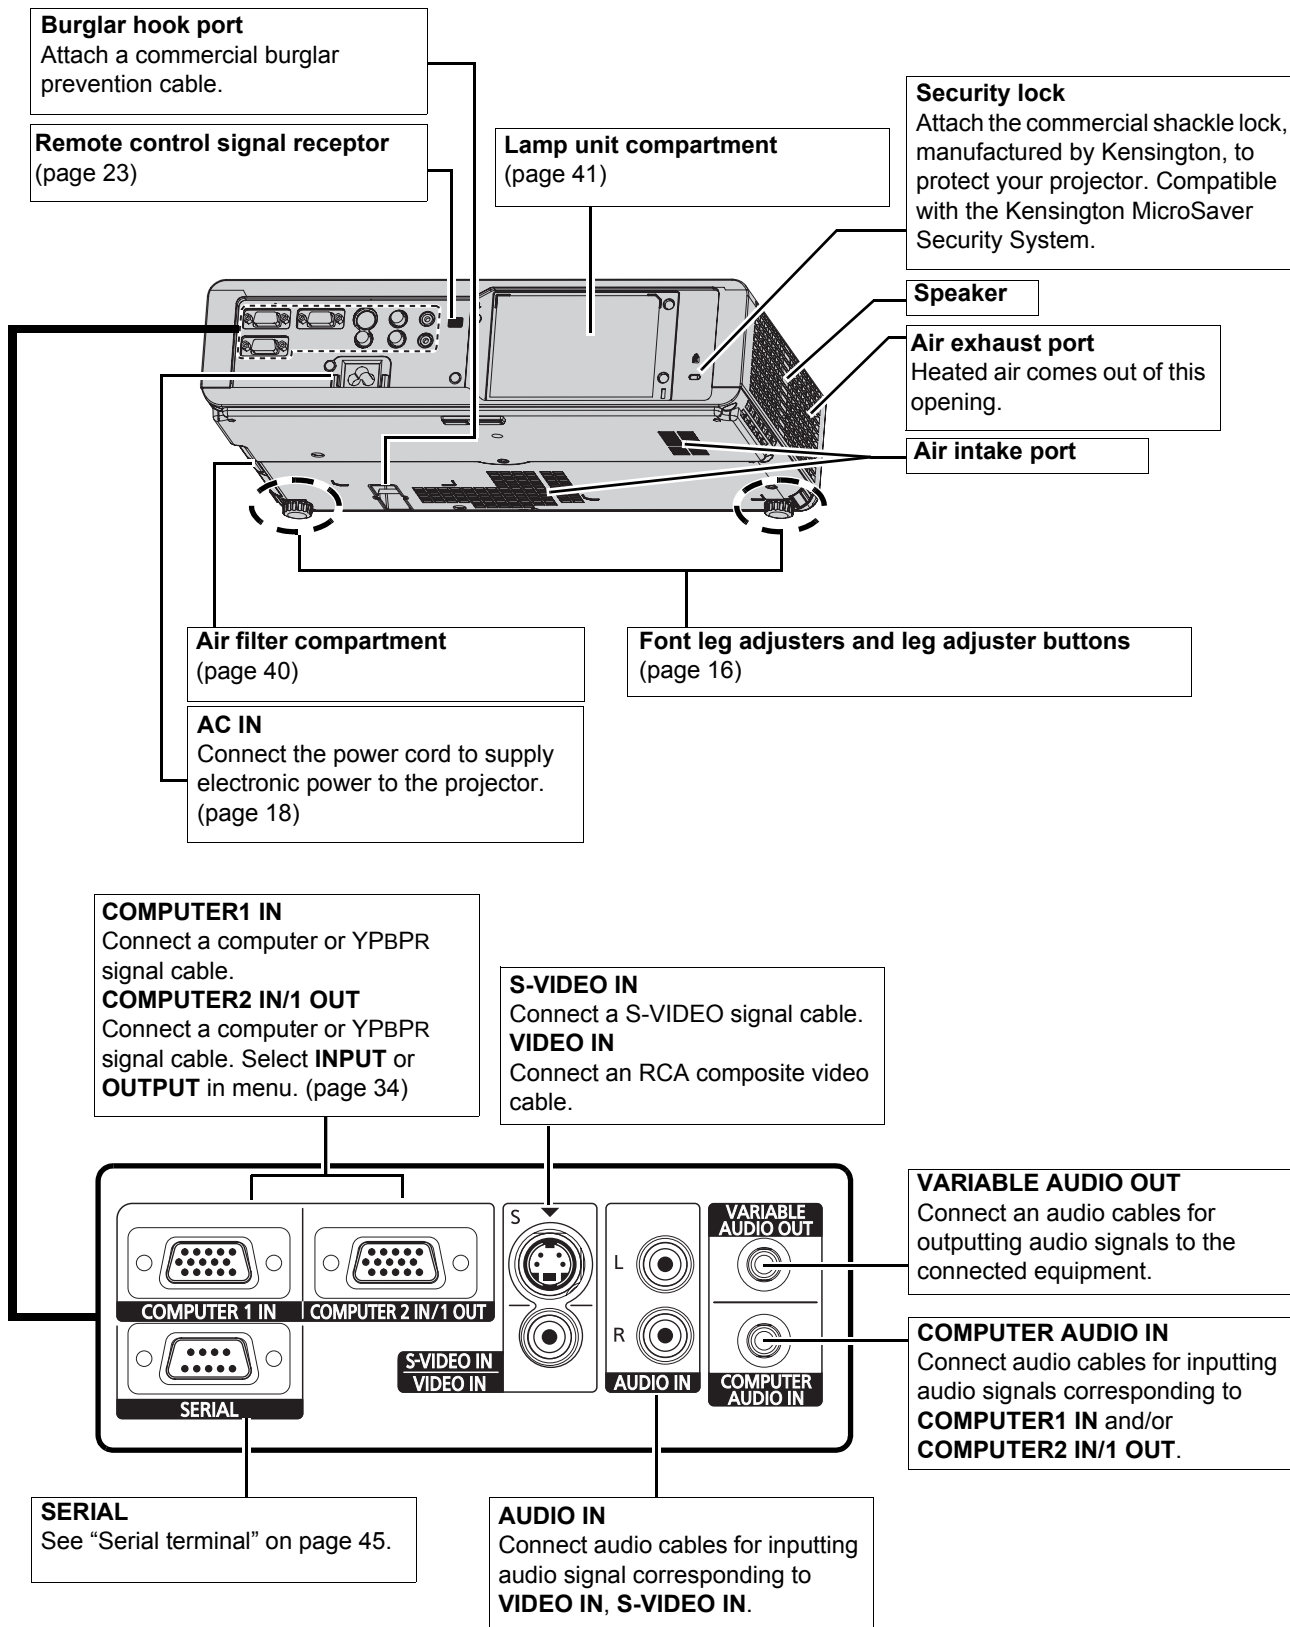 Burglar hook port
Attach a commercial burglar
prevention cable.
Remote control signal receptor
(page 23)
Lamp unit compartment
(page 41)
Security lock
Attach the commercial shackle lock,
manufactured by Kensington, to
protect your projector. Compatible
with the Kensington MicroSaver
Security System.
Speaker
Air exhaust port
Heated air comes out of this
opening.
Air intake port
Air filter compartment
(page 40)
Font leg adjusters and leg adjuster buttons
(page 16)
AC IN
Connect the power cord to supply
electronic power to the projector.
(page 18)
COMPUTER1 IN
Connect a computer or YPBPR
signal cable.
COMPUTER2 IN/1 OUT
Connect a computer or YPBPR
signal cable. Select INPUT or
OUTPUT in menu. (page 34)
S-VIDEO IN
Connect a S-VIDEO signal cable.
VIDEO IN
Connect an RCA composite video
cable.
VARIABLE AUDIO OUT
Connect an audio cables for
outputting audio signals to the
connected equipment.
COMPUTER AUDIO IN
Connect audio cables for inputting
audio signals corresponding to
COMPUTER1 IN and/or
COMPUTER2 IN/1 OUT.
COMPUTER 1 IN
COMPUTER 2 IN/1 OUT
SERIAL
S
S-VIDEO IN
VIDEO IN
L
R
AUDIO IN
VARIABLE
AUDIO OUT
COMPUTER
AUDIO IN
SERIAL
See “Serial terminal” on page 45.
AUDIO IN
Connect audio cables for inputting
audio signal corresponding to
VIDEO IN, S-VIDEO IN.